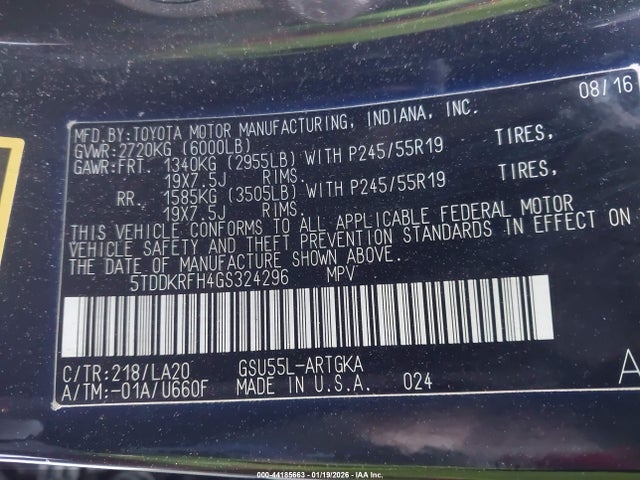 08/16
MFD.BY:TOYOTA MOTOR MANUFACTURING, INDIANA, INC.
GVWR:2720KG (6000LB)
GAWR:FRT. 1340KG (2955LB) WITH P245/55R19 TIRES,
19X7.5J RIMS.
RR. 1585KG (3505LB) WITH P245/55R19 TIRES,
19X7.5J RIMS.
THIS VEHICLE CONFORMS TO ALL APPLICABLE FEDERAL MOTOR
VEHICLE SAFETY AND THEFT PREVENTION STANDARDS IN EFFECT ON
THE DATE OF MANUFACTURE SHOWN ABOVE.
5TDDKRFH4GS324296 MPV
C/TR:218/LA20 GSU55L-ARTGKA
A/TM:-01A/U660F MADE IN U.S.A. 024
A
000-44185663 - 01/19/2026 - IAA Inc.